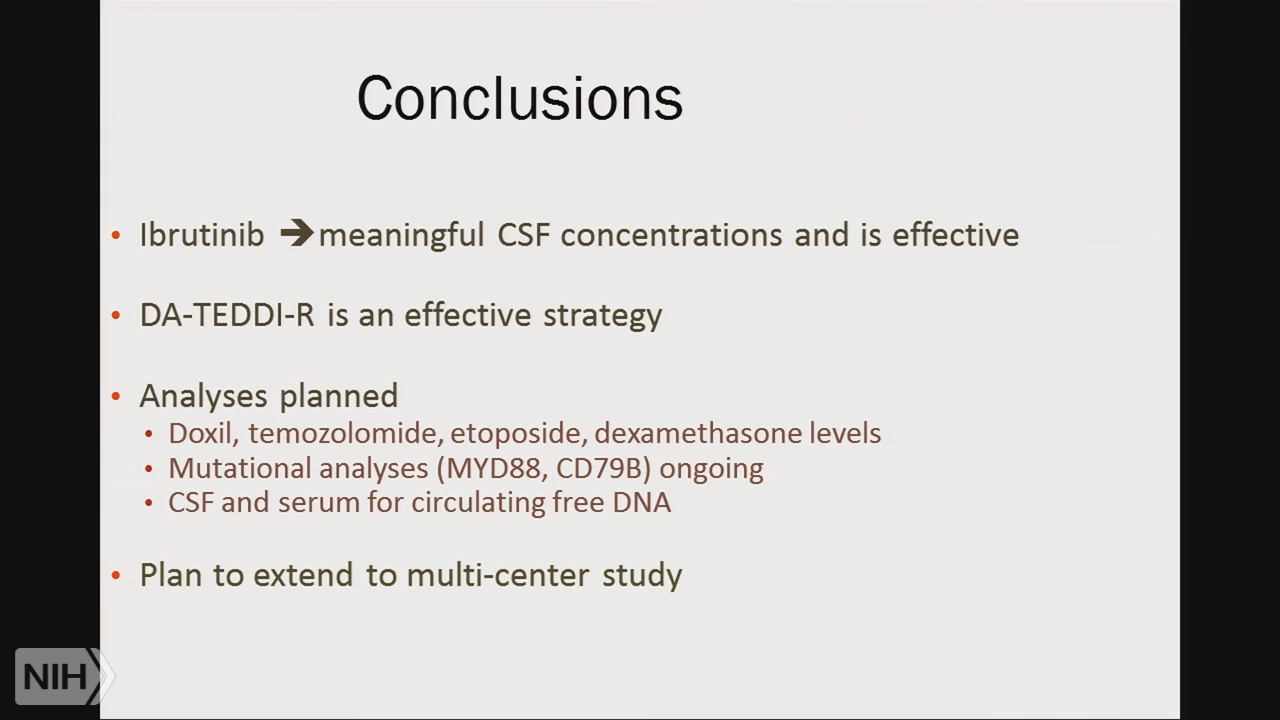 Conclusions
• Ibrutinib ➔meaningful CSF concentrations and is effective
• DA-TEDDI-R is an effective strategy
• Analyses planned
• Doxil, temozolomide, etoposide, dexamethasone levels
• Mutational analyses (MYD88, CD79B) ongoing
• CSF and serum for circulating free DNA
• Plan to extend to multi-center study
NIH